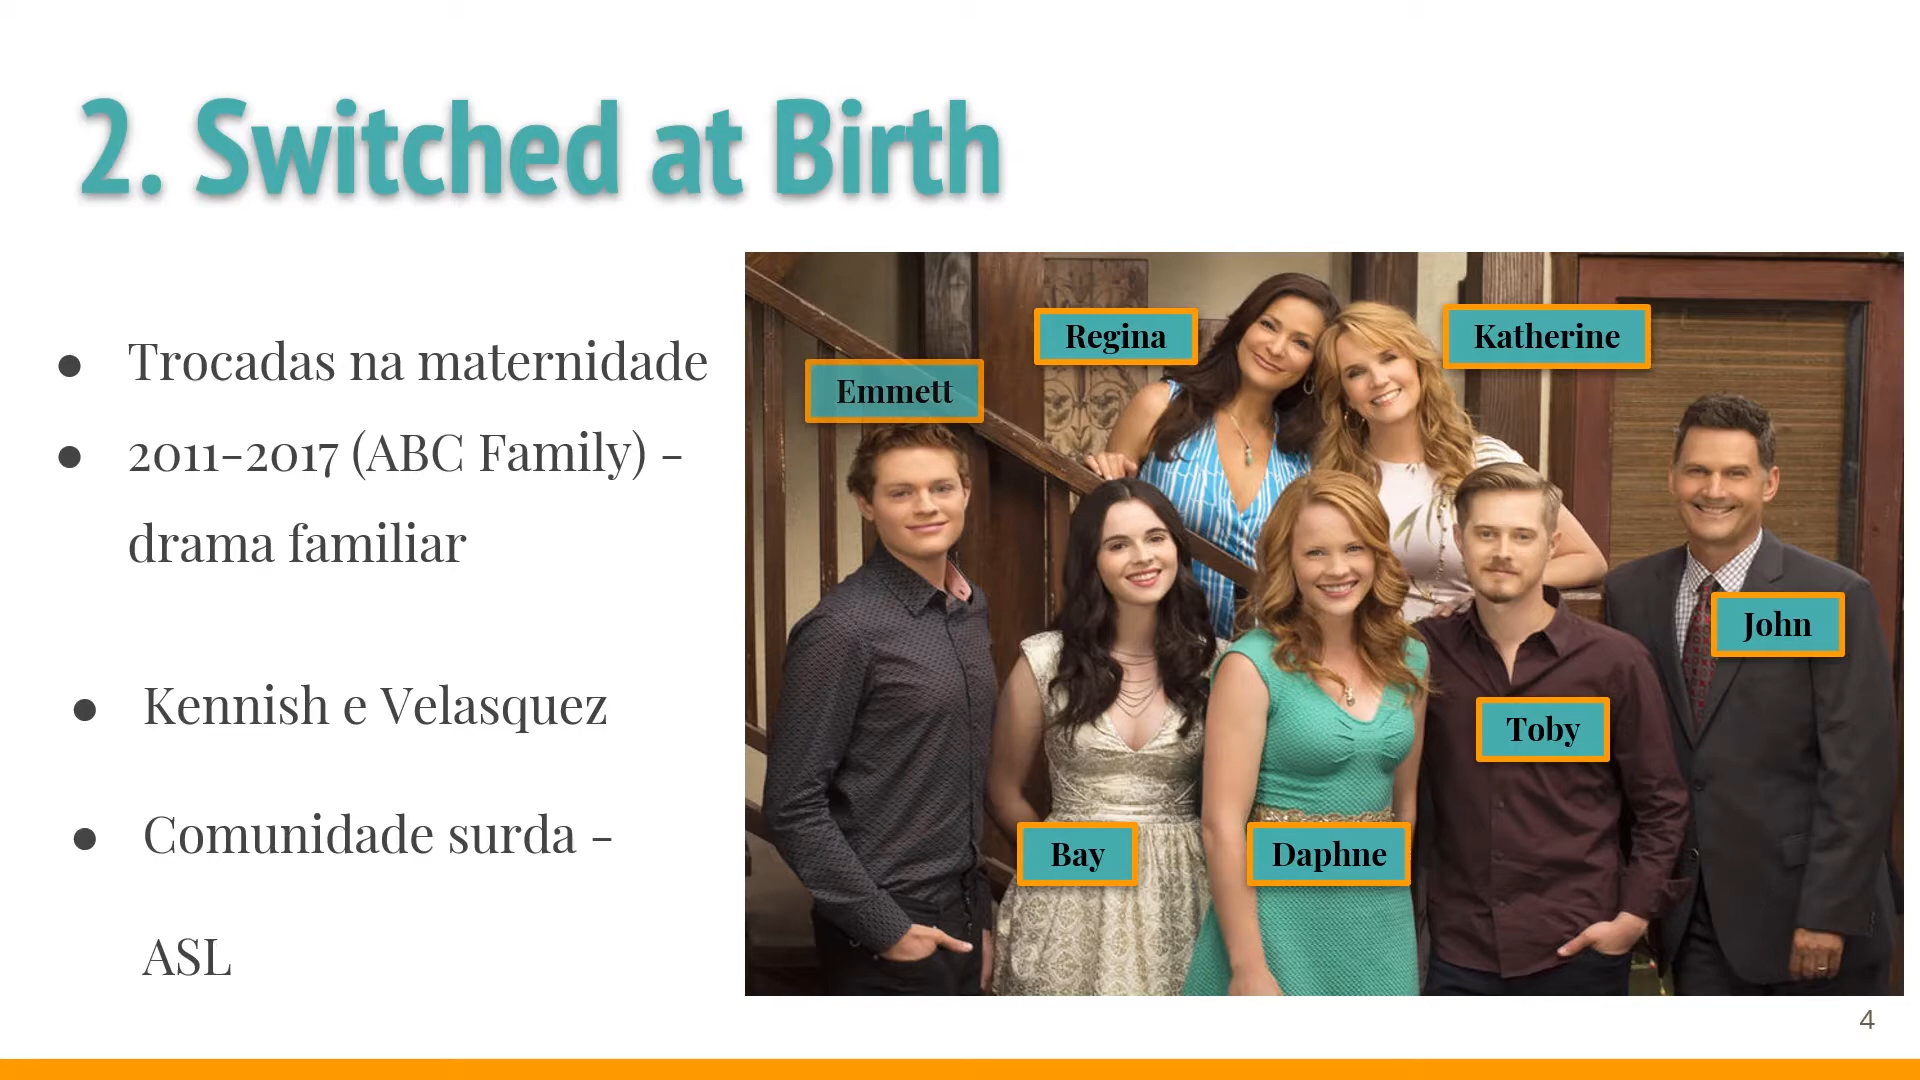 2. Switched at Birth
● Trocadas na maternidade
● 2011-2017 (ABC Family) -
drama familiar
● Kennish e Velasquez
● Comunidade surda -
ASL
Regina
Katherine
Emmett
John
Toby
Bay
Daphne
4